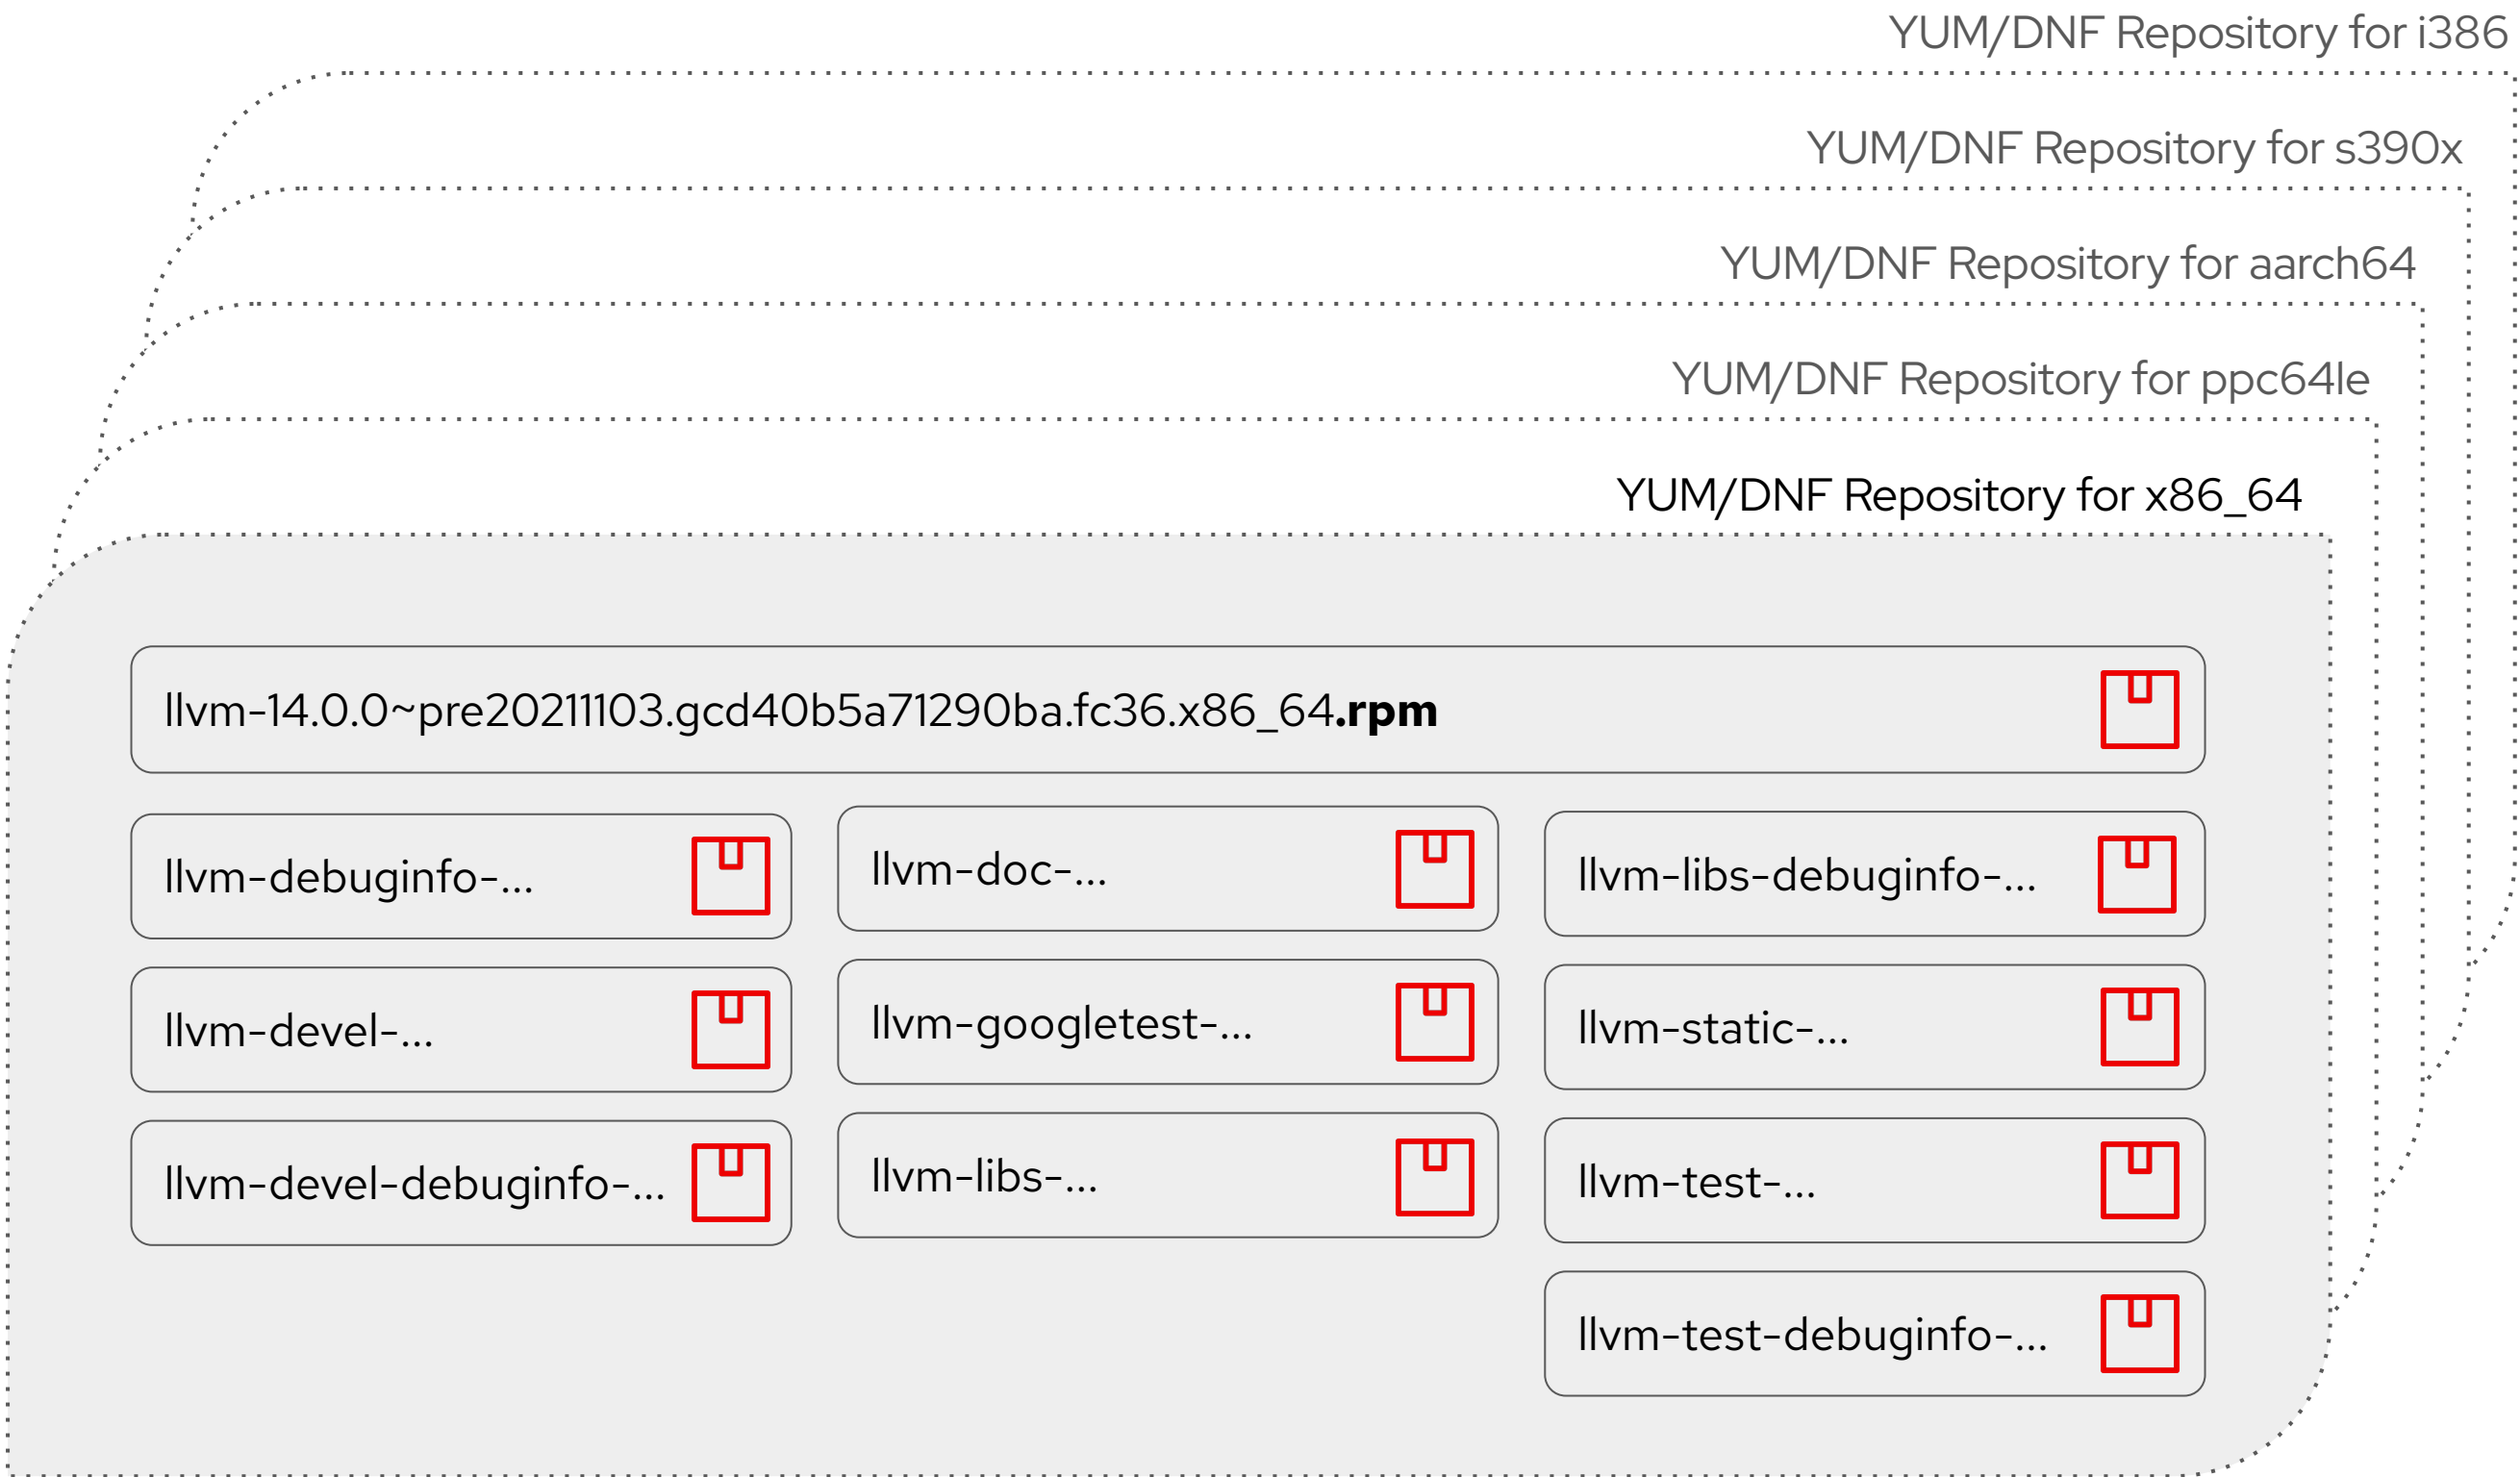 YUM/DNF Repository for i386
YUM/DNF Repository for s390x
YUM/DNF Repository for aarch64
YUM/DNF Repository for ppc64le
YUM/DNF Repository for x86_64
llvm-14.0.0~pre20211103.gcd40b5a71290ba.fc36.x86_64.rpm
llvm-debuginfo-...
llvm-devel-...
llvm-devel-debuginfo-...
llvm-doc-...
llvm-googletest-...
llvm-libs-...
llvm-libs-debuginfo-...
llvm-static-...
llvm-test-...
llvm-test-debuginfo-...